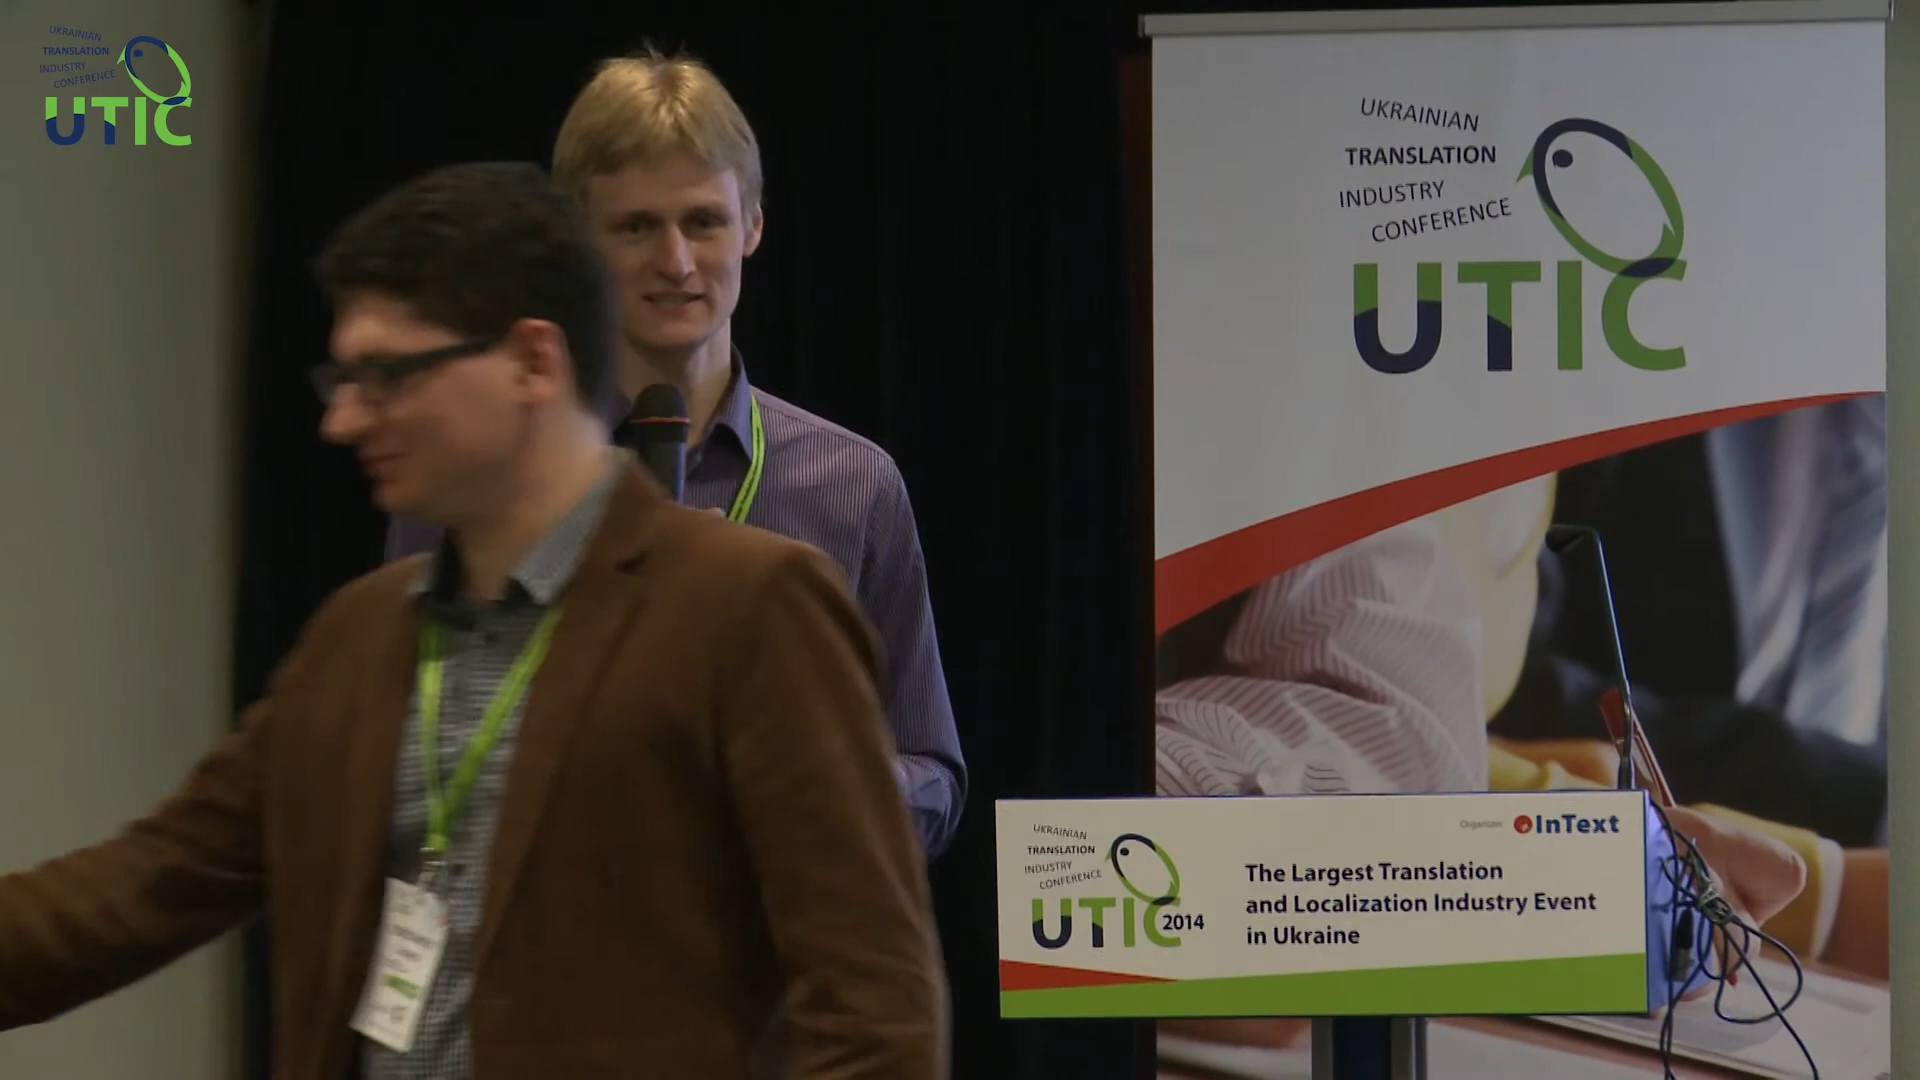 UKRAINIAN
TRANSLATION
INDUSTRY
CONFERENCE
UTIC
UKRAINIAN
TRANSLATION
INDUSTRY
CONFERENCE
UTIC
UKRAINIAN
TRANSLATION
INDUSTRY
CONFERENCE
UTIC 2014
Organizer InText
The Largest Translation
and Localization Industry Event
in Ukraine